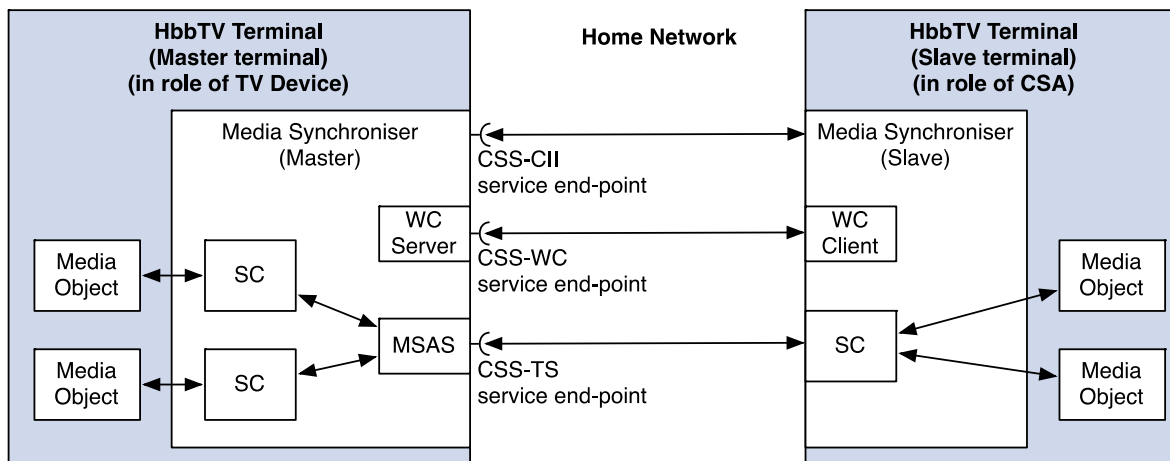 HbbTV Terminal
(Master terminal)
(in role of TV Device)
Media Synchroniser
(Master)
WC
Server
Media
Object
SC
MSAS
Media
Object
SC
Home Network
CSS-CII
service end-point
CSS-WC
service end-point
CSS-TS
service end-point
HbbTV Terminal
(Slave terminal)
(in role of CSA)
Media Synchroniser
(Slave)
WC
Client
SC
Media
Object
Media
Object